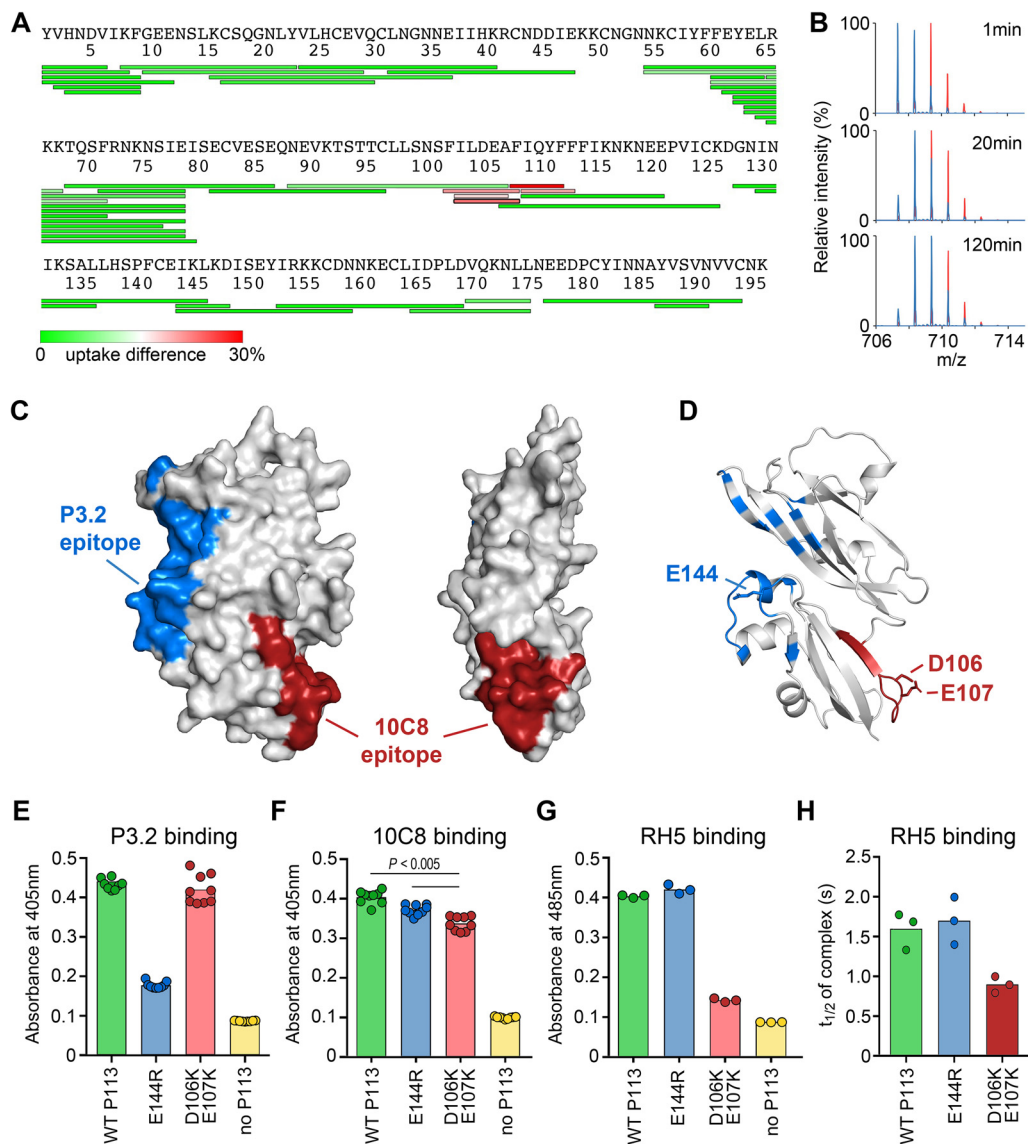 A
YVHNDVIKFGEENSLKCSQGNLYVLHCEVQCLNGNNEIIHKRCNDDIEKKCNGNNKCIYFFEYELR
5 10 15 20 25 30 35 40 45 50 55 60 65
KKTQSFRNKNSIEISECVESEQNEVKTSTTCLLSNSFILDEAFIQYFFFIKNKNEEPVICKDGNIN
70 75 80 85 90 95 100 105 110 115 120 125 130
IKSALLHSPFCEIKLKDISEYIRKKCDNNKECLIDPLDVQKNLLNEEDPCYINNAYVSVNVVCNK
135 140 145 150 155 160 165 170 175 180 185 190 195
0 uptake difference 30%
B
Relative intensity (%)
100
0
1min
100
0
20min
100
0
120min
706 710 714
m/z
C
P3.2
epitope
10C8
epitope
D
E144
D106
E107
E
P3.2 binding
Absorbance at 405nm
0.5
0.4
0.3
0.2
0.1
0
WT P113
E144R
D106K
E107K
no P113
F
10C8 binding
P < 0.005
Absorbance at 405nm
0.5
0.4
0.3
0.2
0.1
0
WT P113
E144R
D106K
E107K
no P113
G
RH5 binding
Absorbance at 485nm
0.5
0.4
0.3
0.2
0.1
0
WT P113
E144R
D106K
E107K
no P113
H
RH5 binding
t1/2 of complex (s)
2.5
2.0
1.5
1.0
0.5
0
WT P113
E144R
D106K
E107K